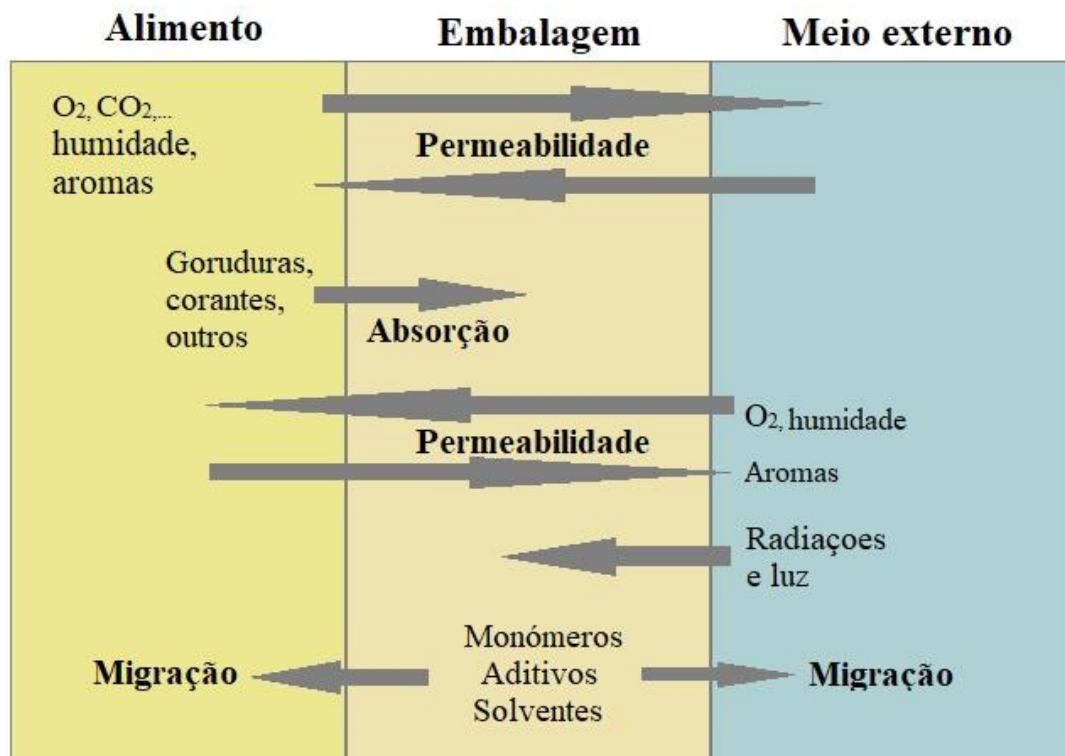 Alimento
Embalagem
Meio externo
O2, CO2,...
humidade,
aromas
Permeabilidade
Goruduras,
corantes,
outros
Absorção
Permeabilidade
O2, humidade
Aromas
Radiaçoes
e luz
Migração
Monómeros
Aditivos
Solventes
Migração